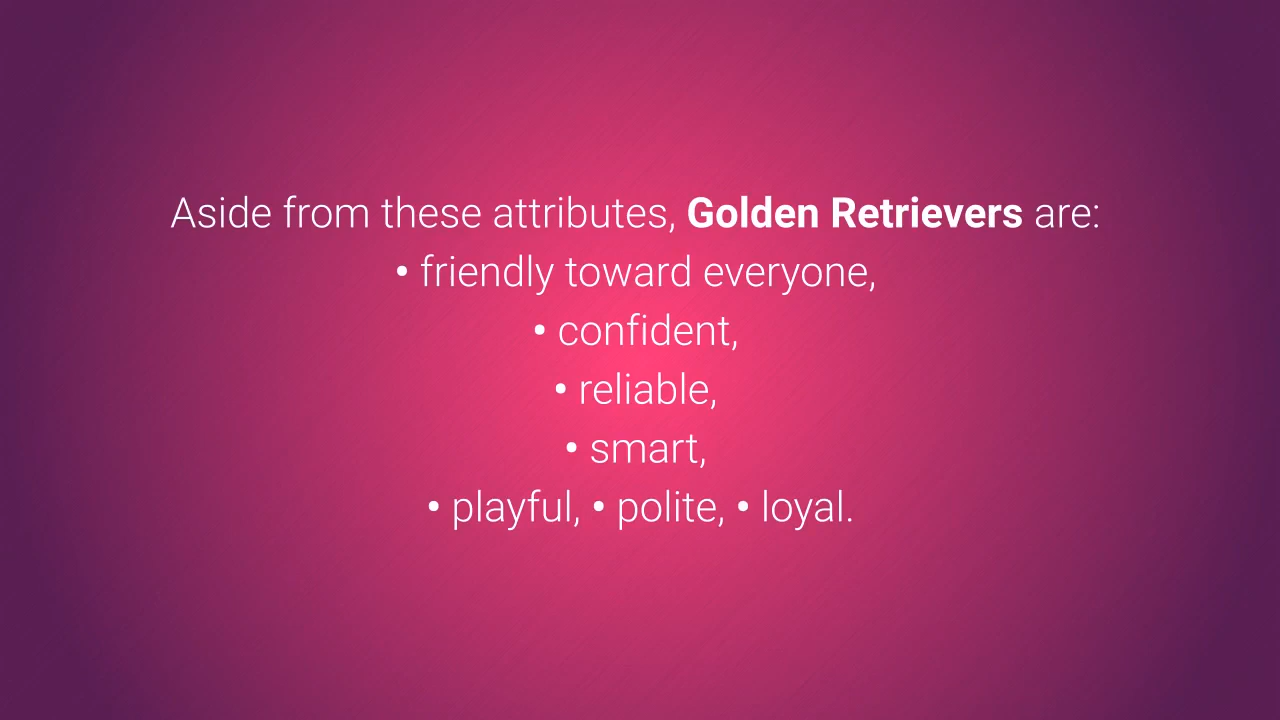 Aside from these attributes, Golden Retrievers are:
• friendly toward everyone,
• confident,
• reliable,
• smart,
• playful, • polite, • loyal.